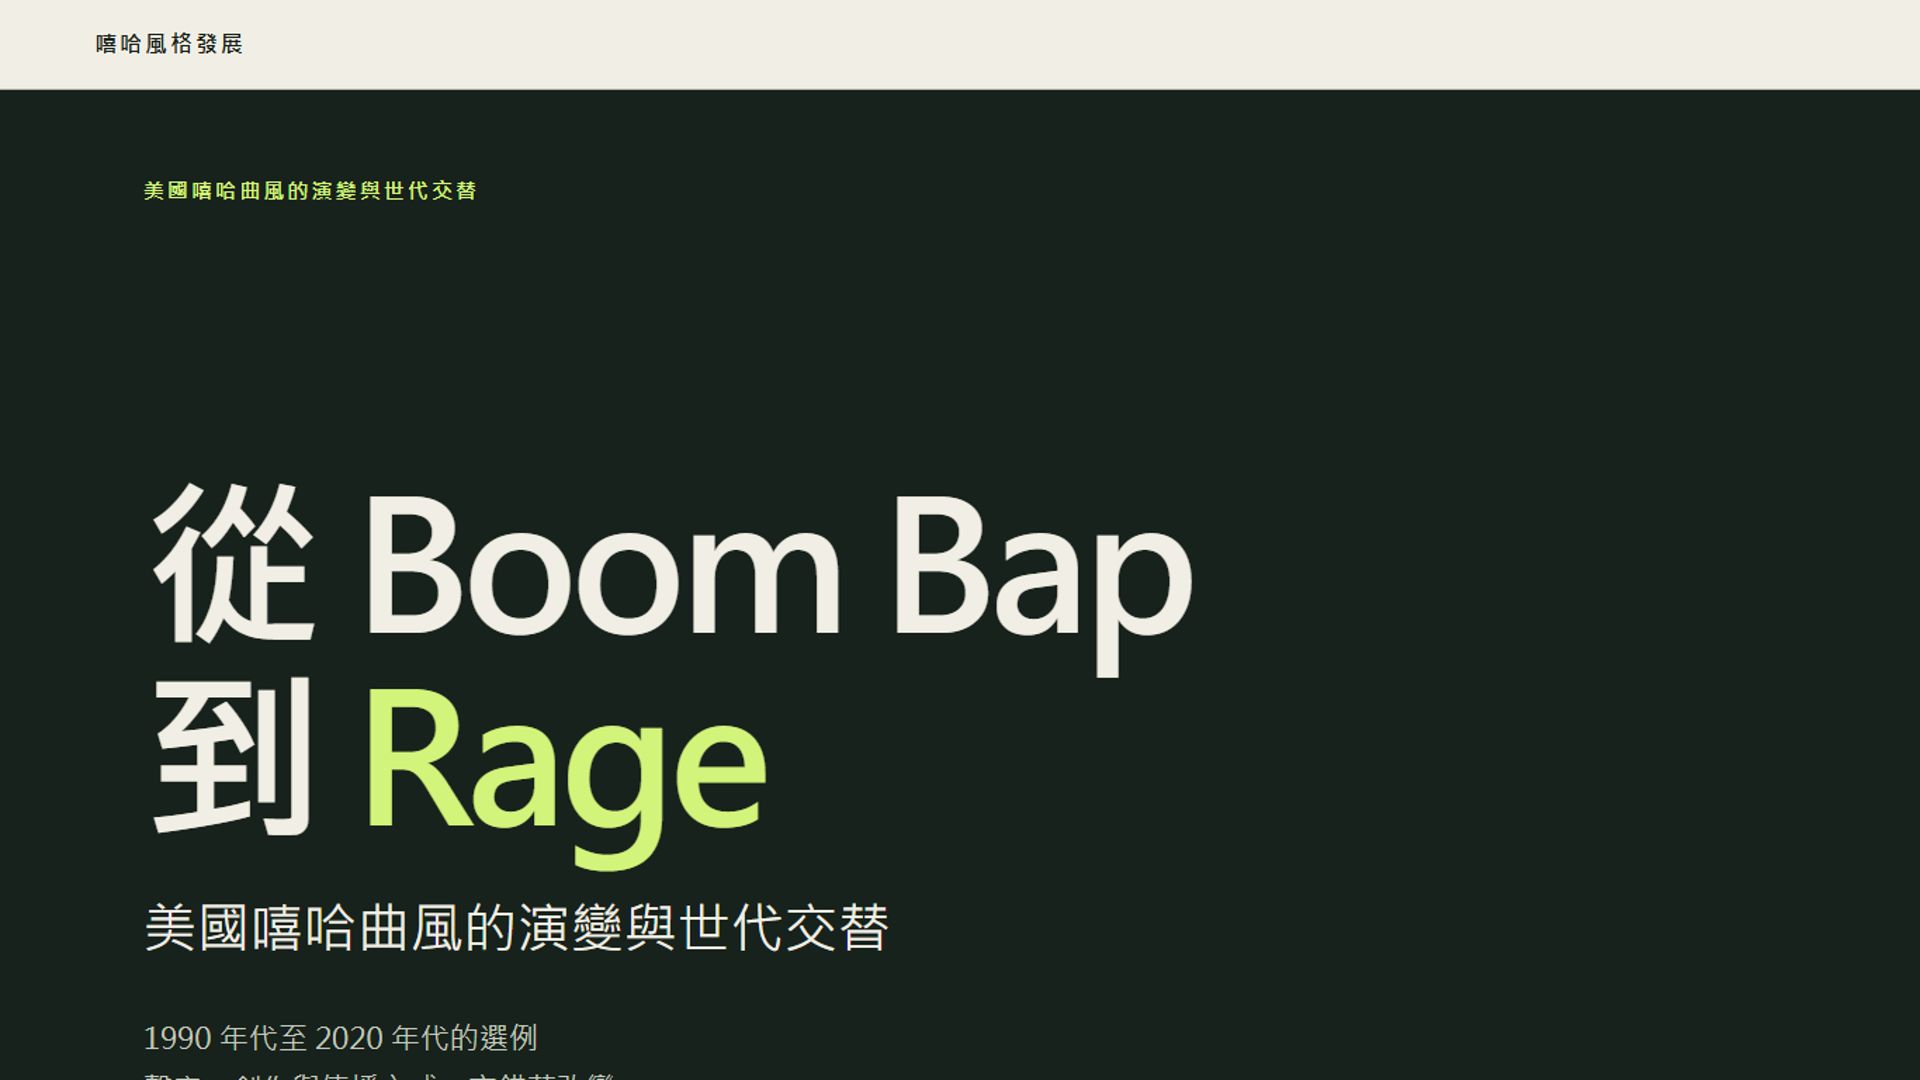 嘻哈風格發展
美國嘻哈曲風的演變與世代交替
從 Boom Bap
到 Rage
美國嘻哈曲風的演變與世代交替
1990 年代至 2020 年代的選例